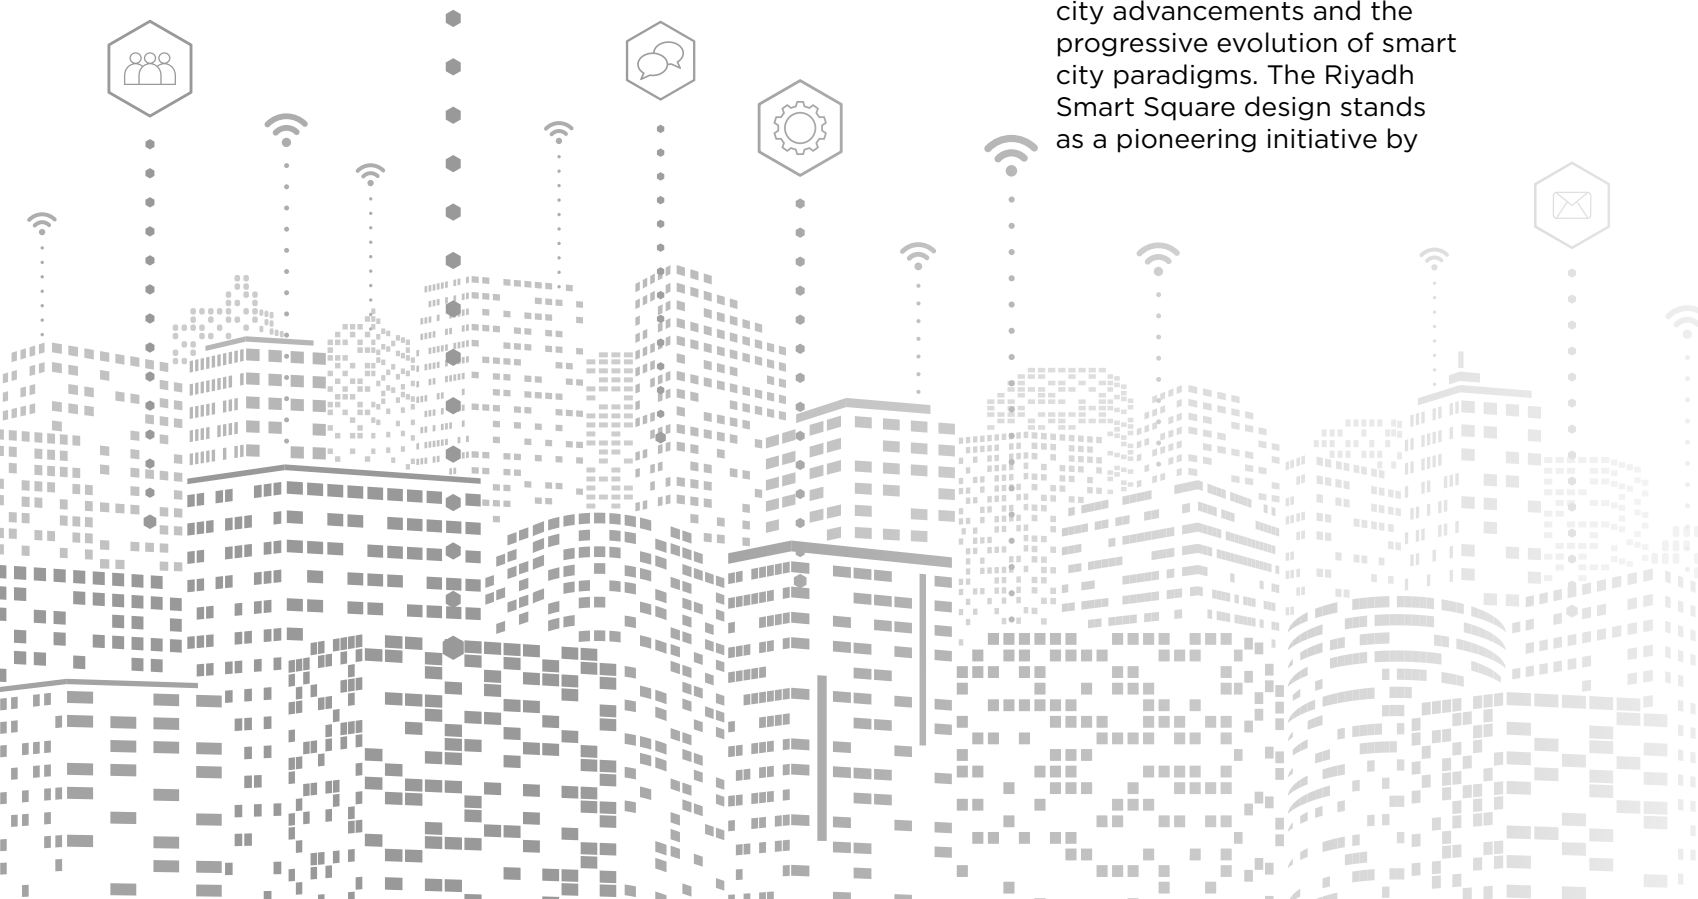 city advancements and the
progressive evolution of smart
city paradigms. The Riyadh
Smart Square design stands
as a pioneering initiative by